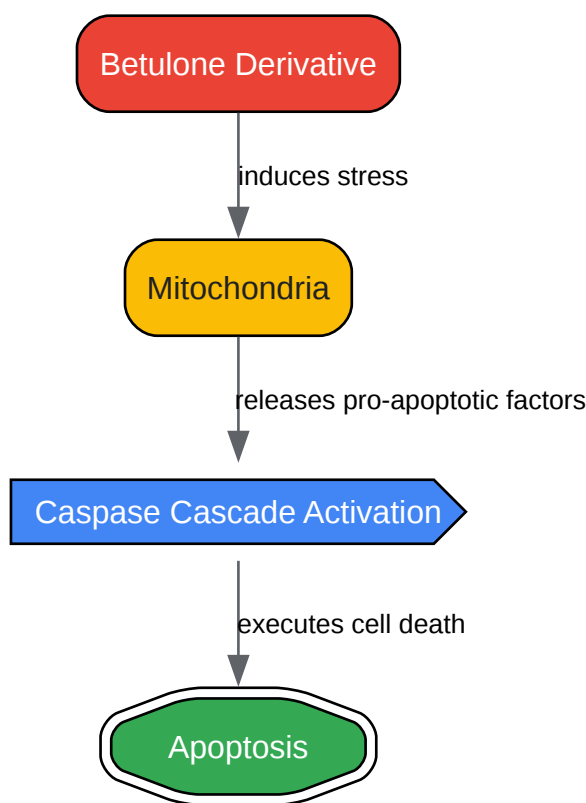 Betulone Derivative
induces stress
Mitochondria
releases pro-apoptotic factors
Caspase Cascade Activation
executes cell death
Apoptosis